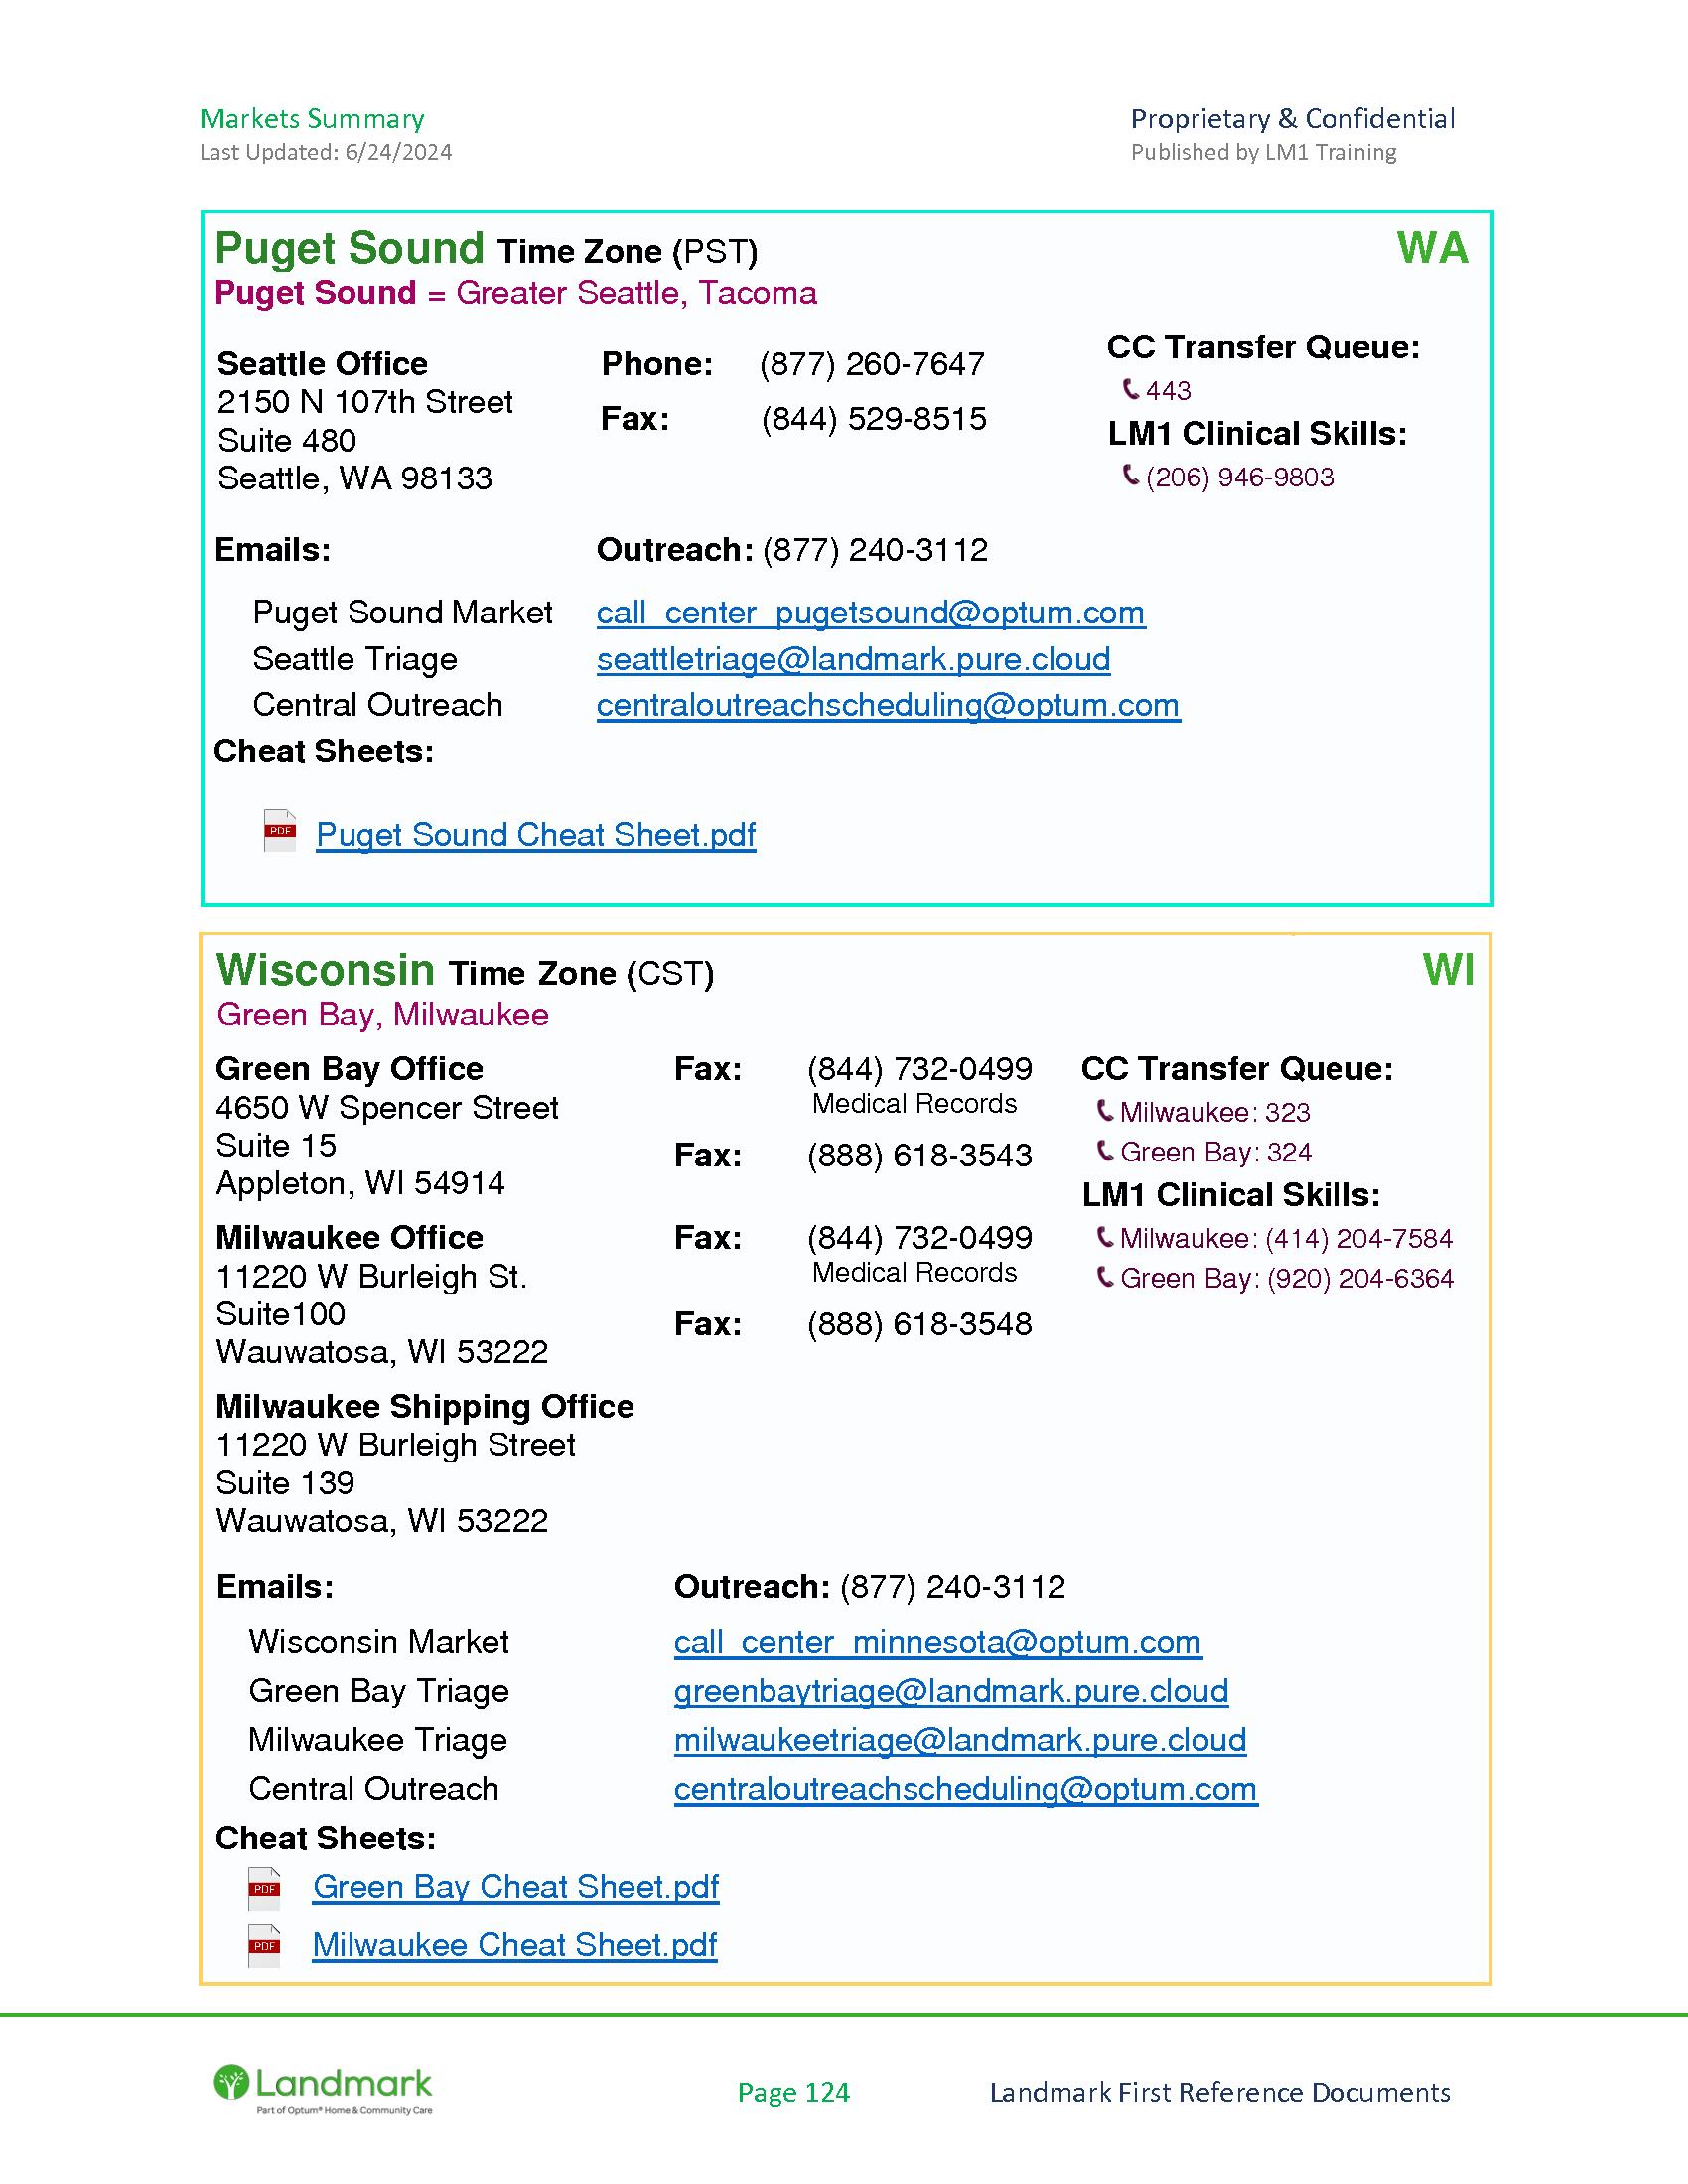 Markets Summary
Last Updated: 6/24/2024
Proprietary & Confidential
Published by LM1 Training
Puget Sound Time Zone (PST) WA
Puget Sound = Greater Seattle, Tacoma
Seattle Office
2150 N 107th Street
Suite 480
Seattle, WA 98133
Phone: (877) 260-7647
Fax: (844) 529-8515
CC Transfer Queue:
443
LM1 Clinical Skills:
(206) 946-9803
Emails: Outreach: (877) 240-3112
Puget Sound Market call_center_pugetsound@optum.com
Seattle Triage seattletriage@landmark.pure.cloud
Central Outreach centraloutreachscheduling@optum.com
Cheat Sheets:
PDF Puget Sound Cheat Sheet.pdf
Wisconsin Time Zone (CST) WI
Green Bay, Milwaukee
Green Bay Office
4650 W Spencer Street
Suite 15
Appleton, WI 54914
Fax: (844) 732-0499
Medical Records
Fax: (888) 618-3543
Milwaukee Office
11220 W Burleigh St.
Suite100
Wauwatosa, WI 53222
Fax: (844) 732-0499
Medical Records
Fax: (888) 618-3548
CC Transfer Queue:
Milwaukee: 323
Green Bay: 324
LM1 Clinical Skills:
Milwaukee: (414) 204-7584
Green Bay: (920) 204-6364
Milwaukee Shipping Office
11220 W Burleigh Street
Suite 139
Wauwatosa, WI 53222
Emails: Outreach: (877) 240-3112
Wisconsin Market call_center_minnesota@optum.com
Green Bay Triage greenbaytriage@landmark.pure.cloud
Milwaukee Triage milwaukeetriage@landmark.pure.cloud
Central Outreach centraloutreachscheduling@optum.com
Cheat Sheets:
PDF Green Bay Cheat Sheet.pdf
PDF Milwaukee Cheat Sheet.pdf
Landmark
Part of Optum® Home & Community Care
Page 124
Landmark First Reference Documents